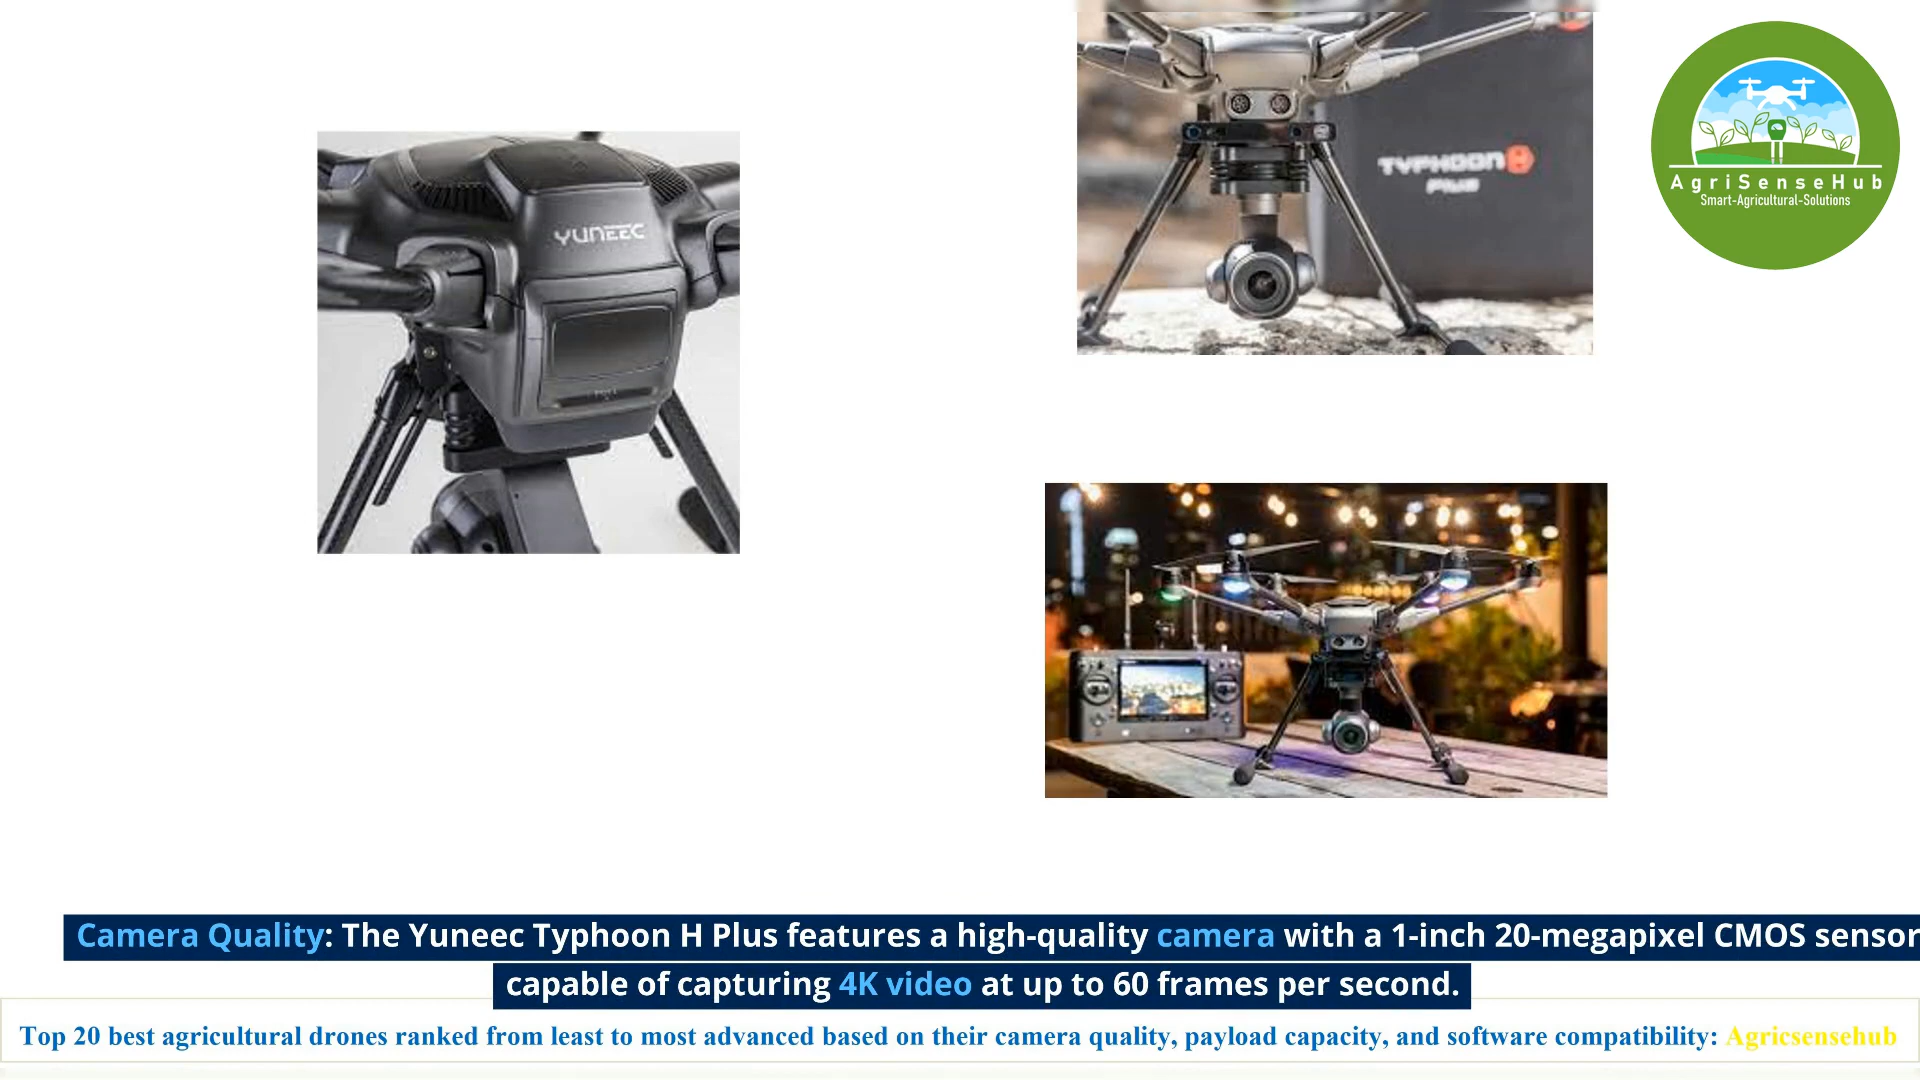 YUNEEC
TYPHOON H
PLUS
AgriSenseHub
Smart-Agricultural-Solutions
Camera Quality: The Yuneec Typhoon H Plus features a high-quality camera with a 1-inch 20-megapixel CMOS sensor
capable of capturing 4K video at up to 60 frames per second.
Top 20 best agricultural drones ranked from least to most advanced based on their camera quality, payload capacity, and software compatibility: Agricsensehub